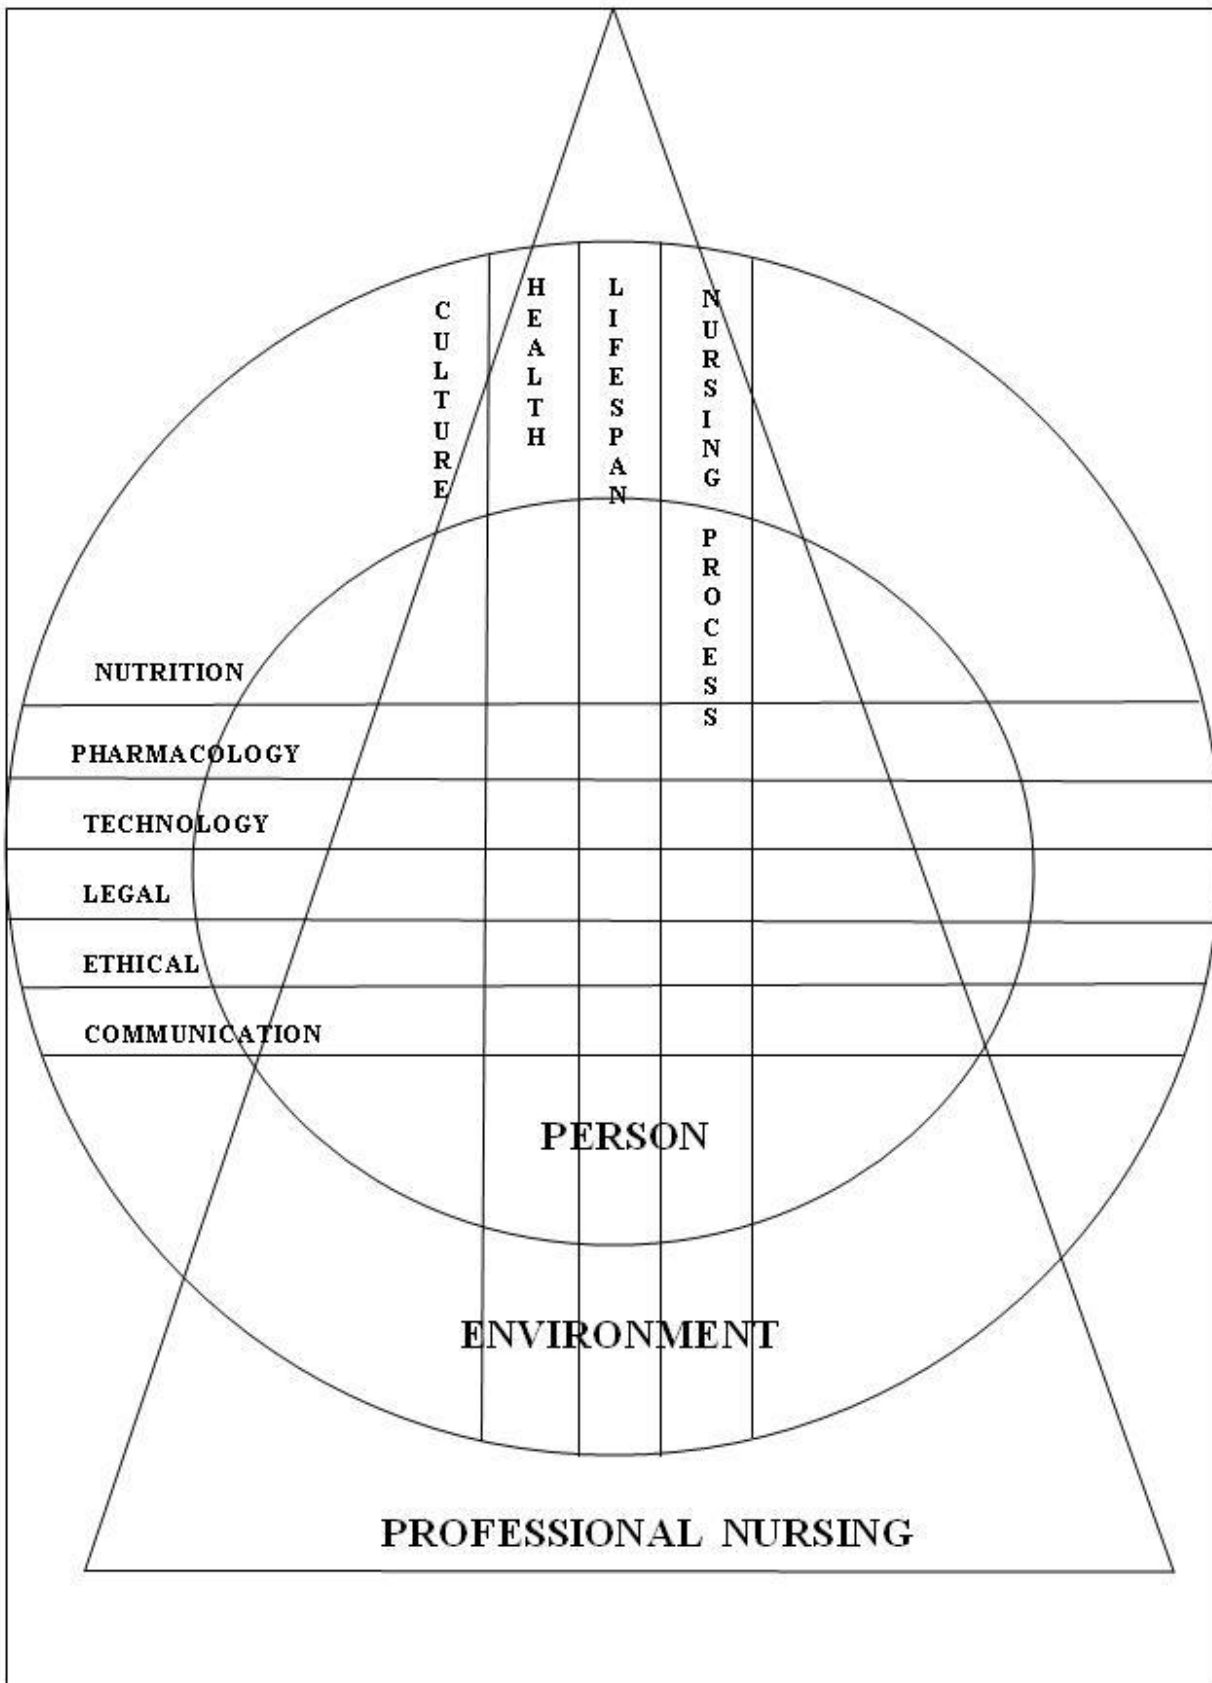 CULTURE
HEALTH
LIFESPAN
NURSING PROCESS
NUTRITION
PHARMACOLOGY
TECHNOLOGY
LEGAL
ETHICAL
COMMUNICATION
PERSON
ENVIRONMENT
PROFESSIONAL NURSING